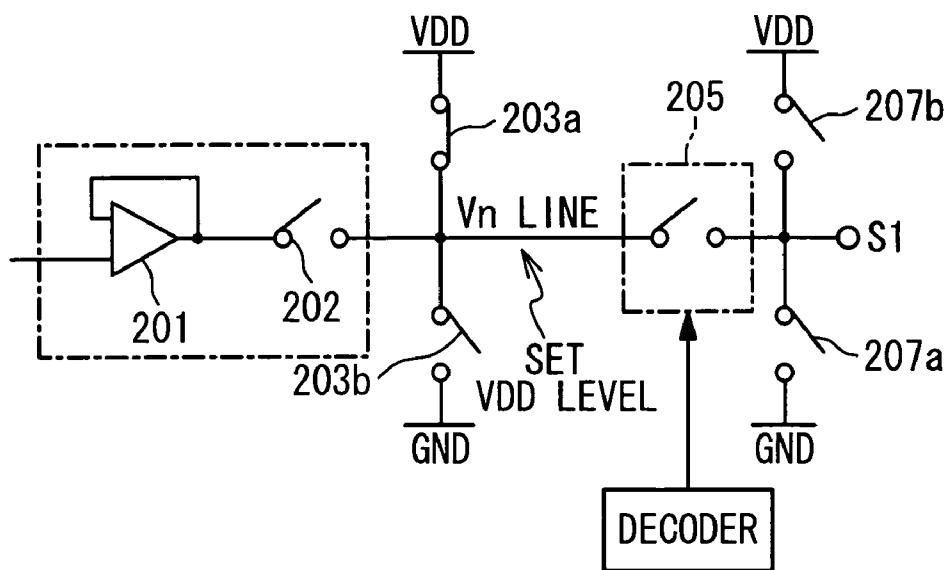 VDD
VDD
205
203a
207b
Vn LINE
S1
201
202
203b
SET
VDD LEVEL
207a
GND
GND
DECODER